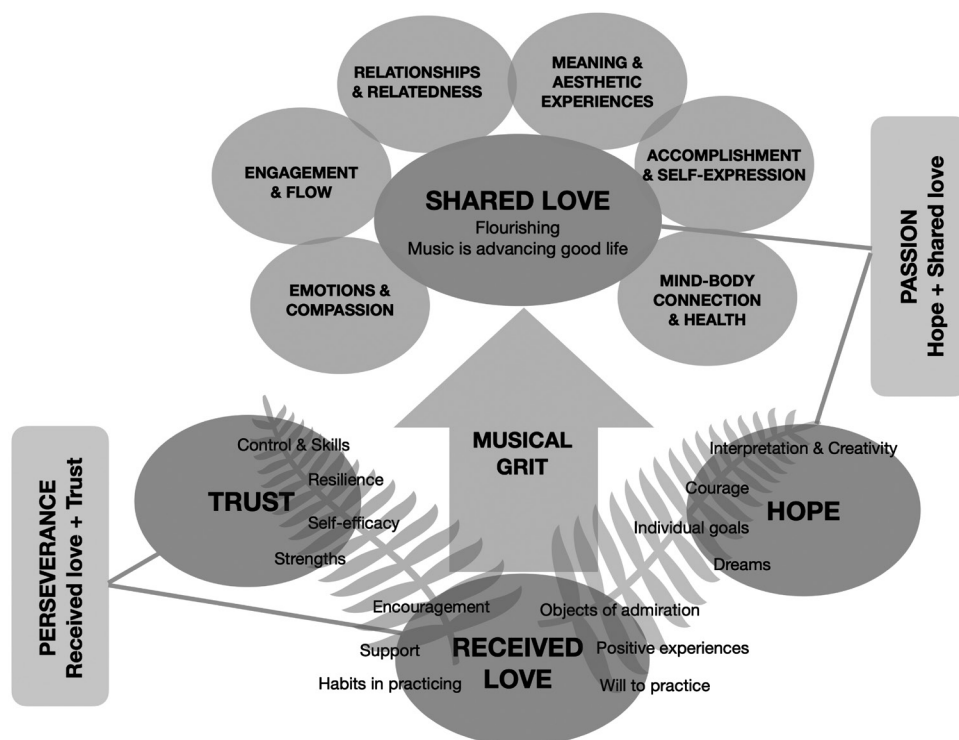 RELATIONSHIPS
& RELATEDNESS
MEANING &
AESTHETIC
EXPERIENCES
ENGAGEMENT
& FLOW
ACCOMPLISHMENT
& SELF-EXPRESSION
SHARED LOVE
Flourishing
Music is advancing good life
EMOTIONS &
COMPASSION
MIND-BODY
CONNECTION
& HEALTH
PASSION
Hope + Shared love
MUSICAL
GRIT
PERSEVERANCE
Received love + Trust
TRUST
Control & Skills
Resilience
Self-efficacy
Strengths
HOPE
Interpretation & Creativity
Courage
Individual goals
Dreams
RECEIVED
LOVE
Encouragement
Support
Habits in practicing
Objects of admiration
Positive experiences
Will to practice